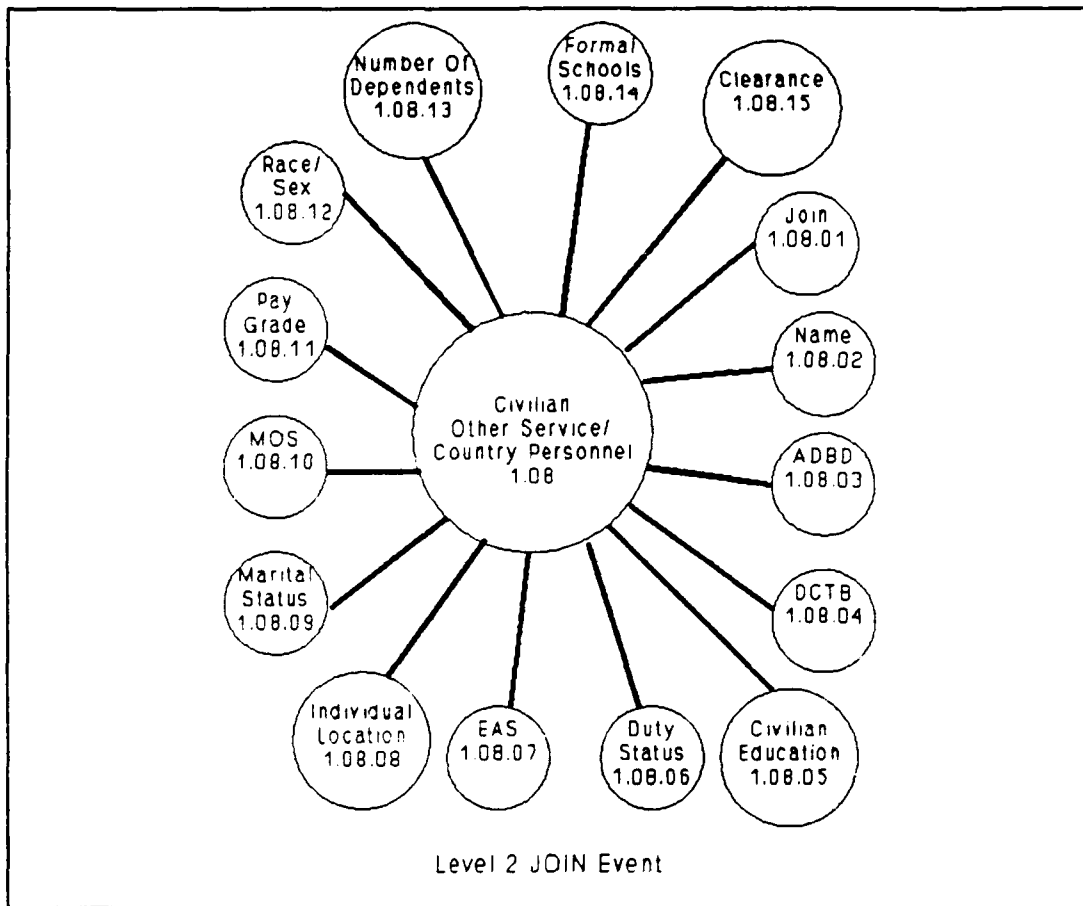 Number Of
Dependents
1.08.13
Formal
Schools
1.08.14
Clearance
1.08.15
Race/
Sex
1.08.12
Join
1.08.01
Pay
Grade
1.08.11
Name
1.08.02
Civilian
Other Service/
Country Personnel
1.08
MOS
1.08.10
ADBD
1.08.03
Marital
Status
1.08.09
DCTB
1.08.04
Individual
Location
1.08.08
EAS
1.08.07
Duty
Status
1.08.06
Civilian
Education
1.08.05
Level 2 JOIN Event